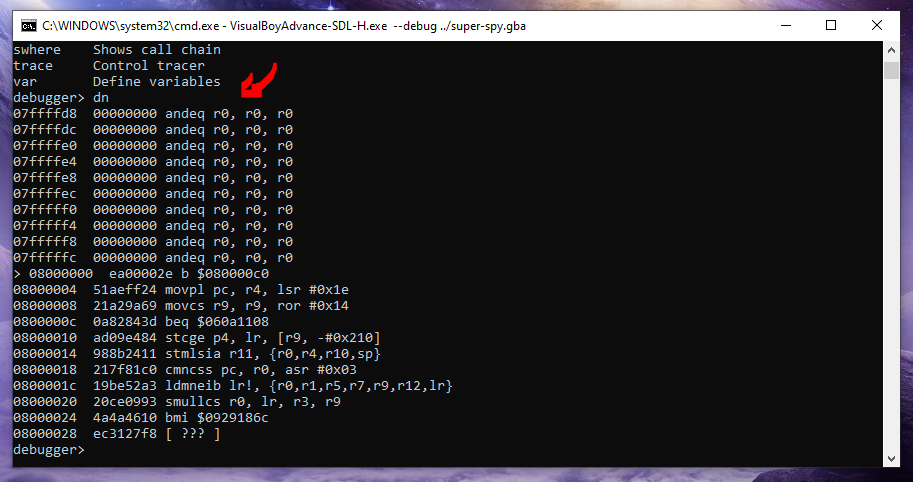 C:\WINDOWS\system32\cmd.exe - VisualBoyAdvance-SDL-H.exe --debug ../super-spy.gba
swhere    Shows call chain
trace     Control tracer
var       Define variables
debugger> dn
07ffffd8  00000000 andeq r0, r0, r0
07ffffdc  00000000 andeq r0, r0, r0
07ffffe0  00000000 andeq r0, r0, r0
07ffffe4  00000000 andeq r0, r0, r0
07ffffe8  00000000 andeq r0, r0, r0
07ffffec  00000000 andeq r0, r0, r0
07fffff0  00000000 andeq r0, r0, r0
07fffff4  00000000 andeq r0, r0, r0
07fffff8  00000000 andeq r0, r0, r0
07fffffc  00000000 andeq r0, r0, r0
> 08000000  ea00002e b $080000c0
08000004  51aeff24 movpl pc, r4, lsr #0x1e
08000008  21a29a69 movcs r9, r9, ror #0x14
0800000c  0a82843d beq $060a1108
08000010  ad09e484 stcge p4, lr, [r9, -#0x210]
08000014  988b2411 stmlsia r11, {r0,r4,r10,sp}
08000018  217f81c0 cmncss pc, r0, asr #0x03
0800001c  19be52a3 ldmneib lr!, {r0,r1,r5,r7,r9,r12,lr}
08000020  20ce0993 smullcs r0, lr, r3, r9
08000024  4a4a4610 bmi $0929186c
08000028  ec3127f8 [ ??? ]
debugger>